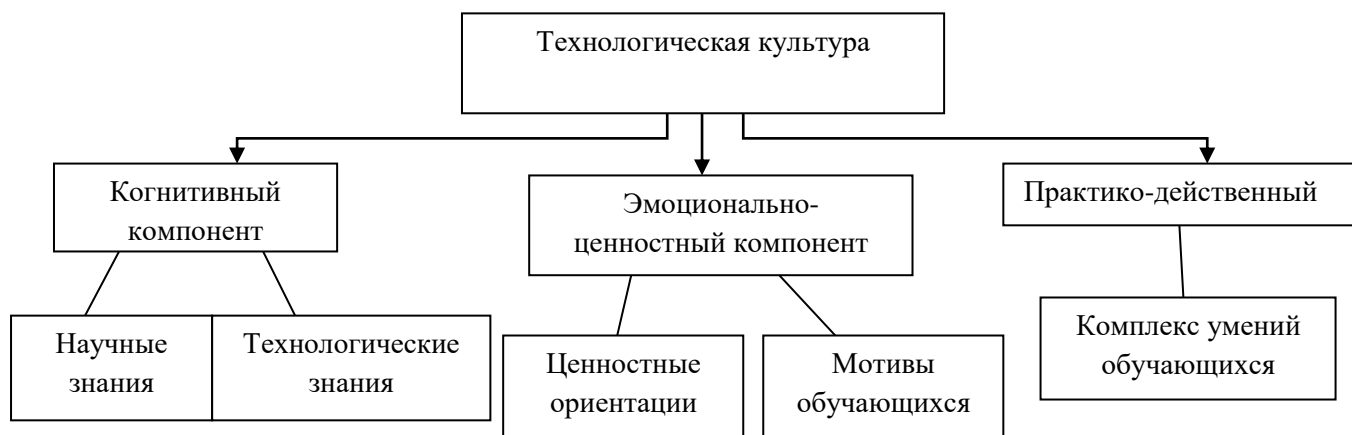 Технологическая культура
Когнитивный
компонент
Эмоционально-
ценностный компонент
Практико-действенный
Научные
знания
Технологические
знания
Ценностные
ориентации
Мотивы
обучающихся
Комплекс умений
обучающихся